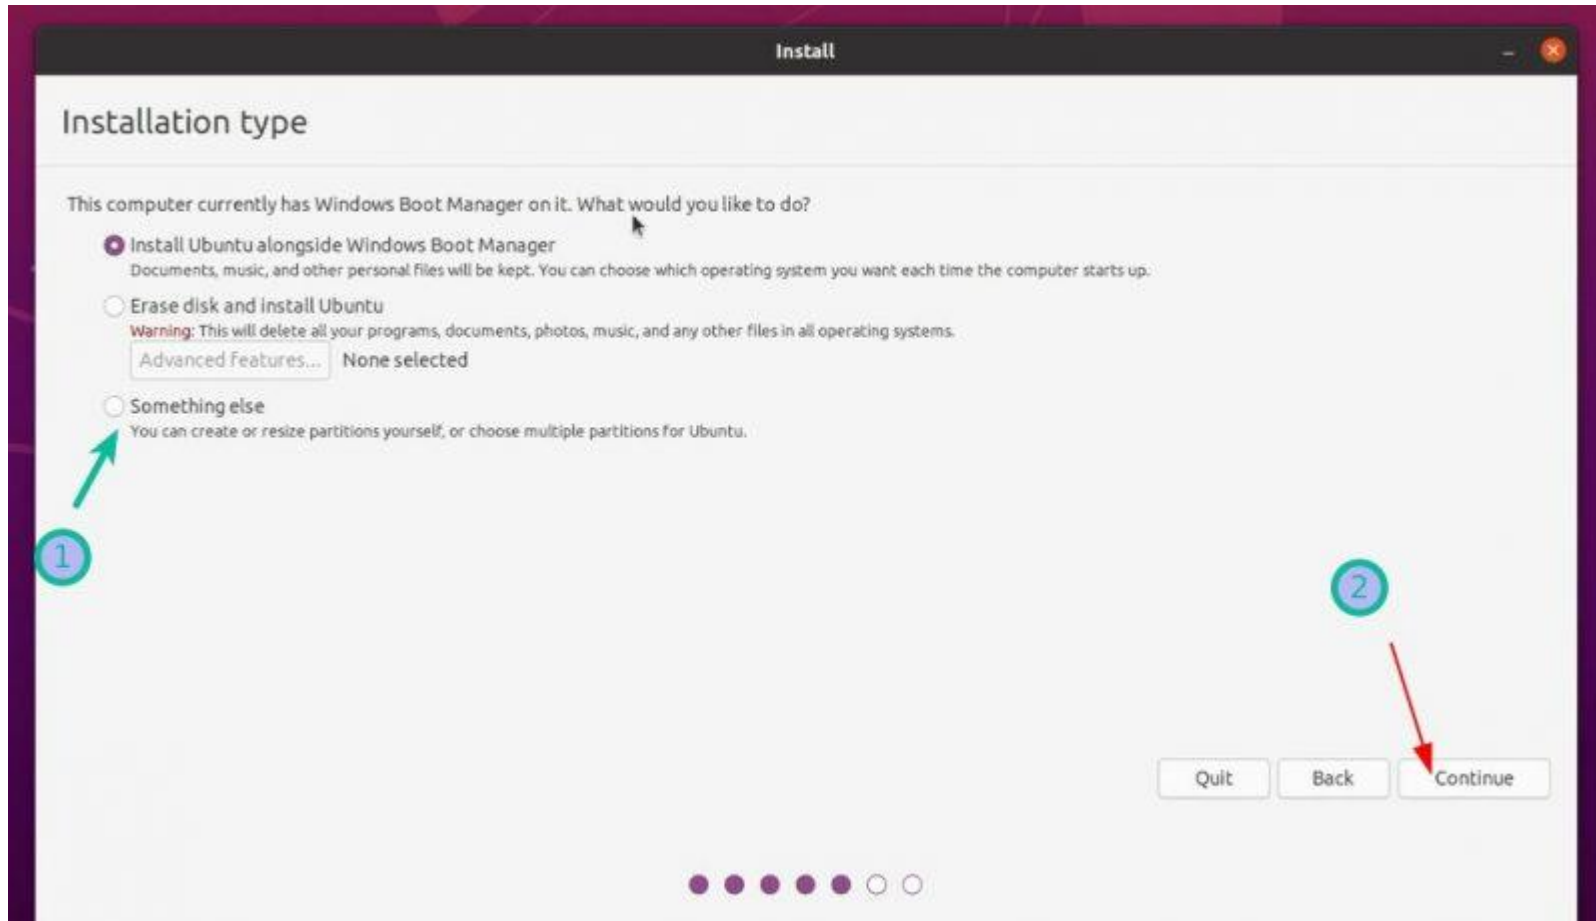 Install
Installation type
This computer currently has Windows Boot Manager on it. What would you like to do?
Install Ubuntu alongside Windows Boot Manager
Documents, music, and other personal files will be kept. You can choose which operating system you want each time the computer starts up.
Erase disk and install Ubuntu
Warning: This will delete all your programs, documents, photos, music, and any other files in all operating systems.
Advanced features... None selected
Something else
You can create or resize partitions yourself, or choose multiple partitions for Ubuntu.
1
2
Quit Back Continue